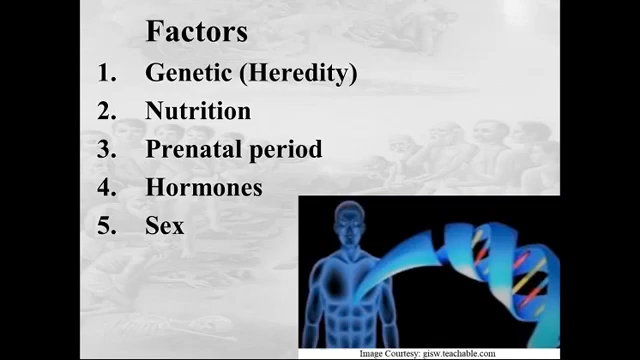 Factors
1. Genetic (Heredity)
2. Nutrition
3. Prenatal period
4. Hormones
5. Sex
Image Courtesy: gisw.teachable.com